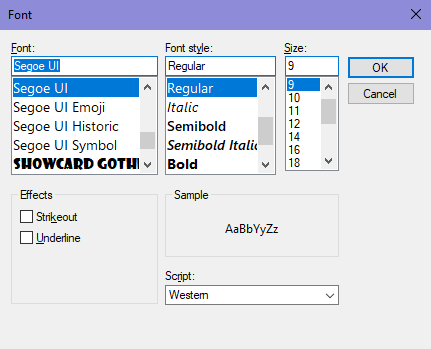 Font
Font:
Font style:
Size:
Segoe UI
Regular
9
OK
Cancel
Segoe UI
Segoe UI Emoji
Segoe UI Historic
Segoe UI Symbol
SHOWCARD GOTH
Regular
Italic
Semibold
Semibold Italic
Bold
9
10
11
12
14
16
18
Effects
Strikeout
Underline
Sample
AaBbYyZz
Script:
Western